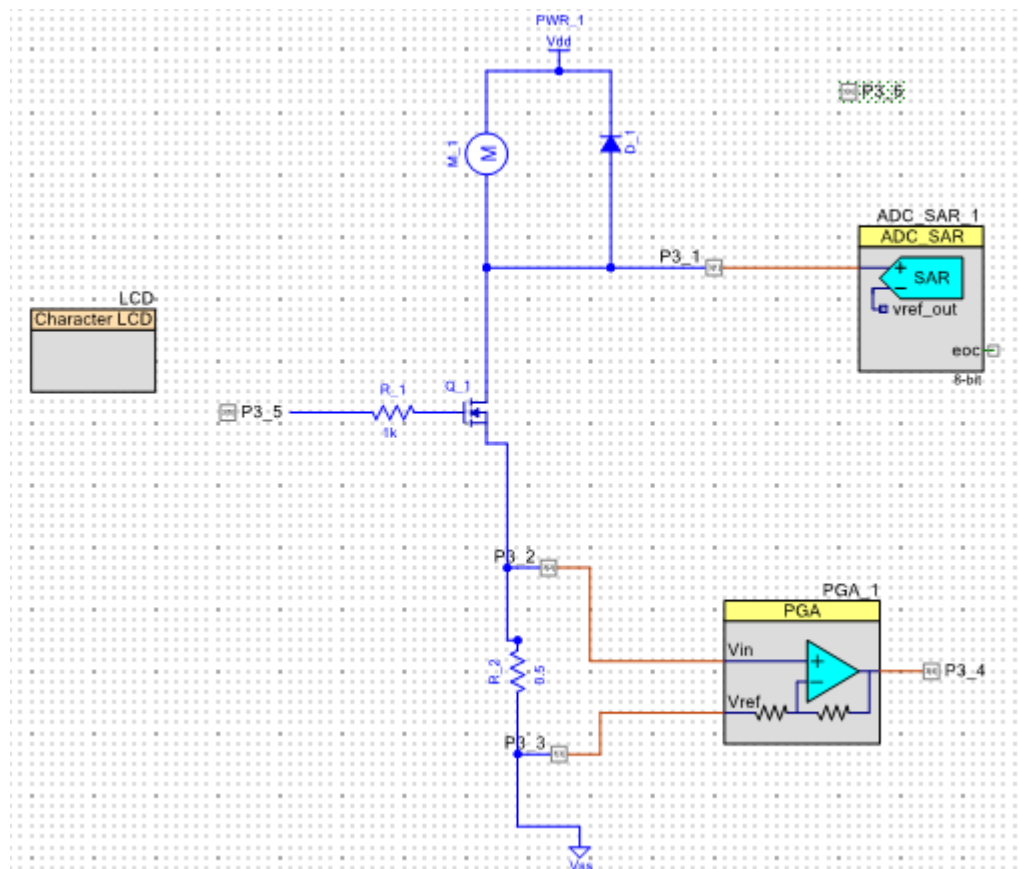 PWR_1
Vdd
P3_6
M_1
M
D_1
ADC_SAR_1
ADC_SAR
P3_1
SAR
vref_out
eoc
8-bit
LCD
Character LCD
R_1
Q_1
P3_5
1k
P3_2
PGA_1
PGA
Vin
R_2
0.5
P3_4
Vref
P3_3
Vss